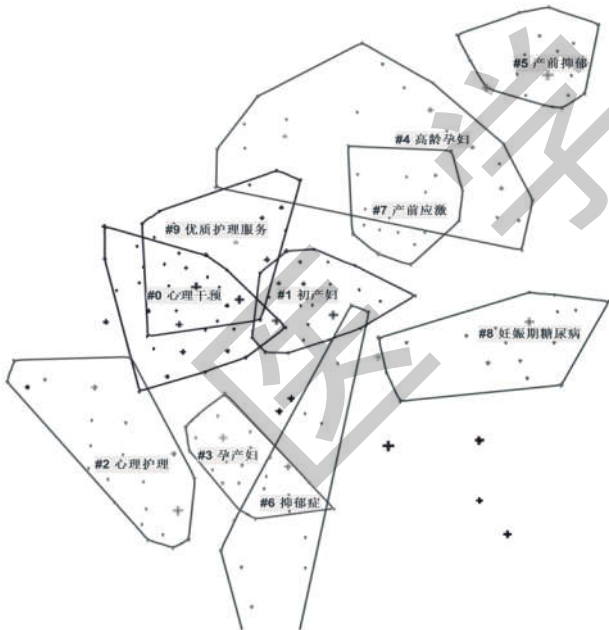 #5 产前抑郁
#4 高龄孕妇
#7 产前应激
#9 优质护理服务
#0 心理干预
#1 初产妇
#8 妊娠期糖尿病
#2 心理护理
#3 孕产妇
#6 抑郁症
医学